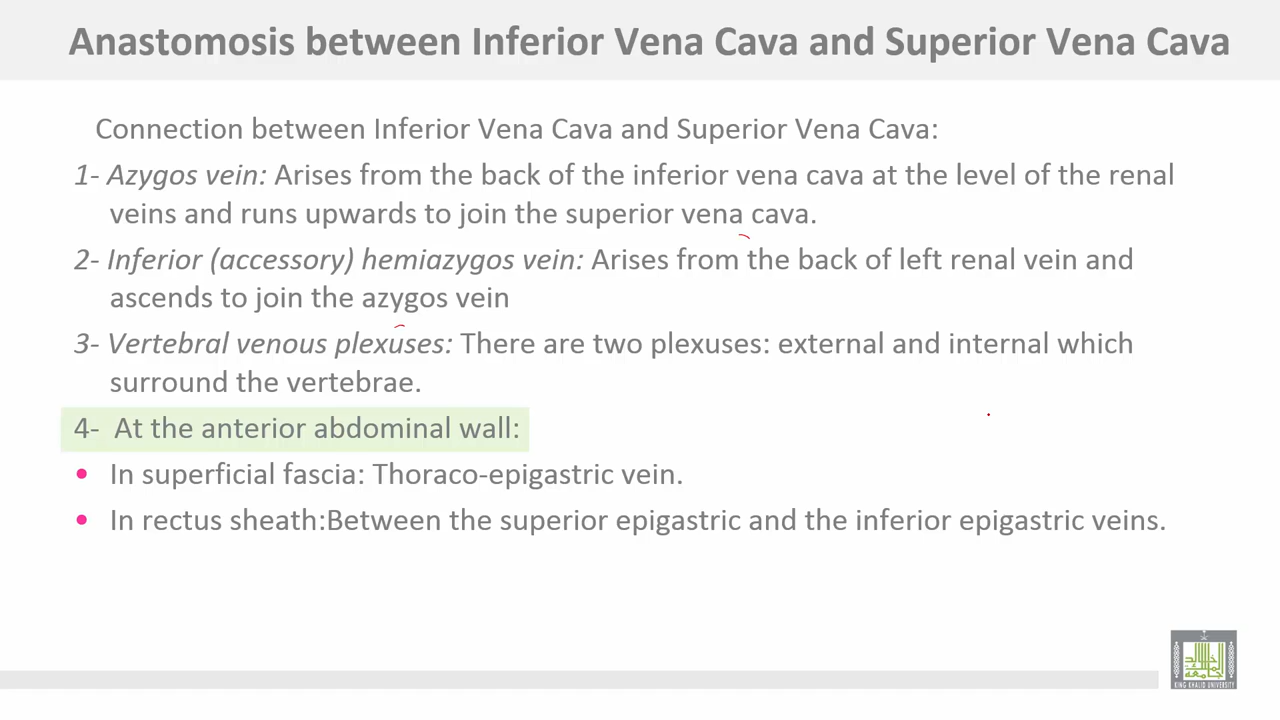 Anastomosis between Inferior Vena Cava and Superior Vena Cava
Connection between Inferior Vena Cava and Superior Vena Cava:
1- Azygos vein: Arises from the back of the inferior vena cava at the level of the renal
veins and runs upwards to join the superior vena cava.
2- Inferior (accessory) hemiazygos vein: Arises from the back of left renal vein and
ascends to join the azygos vein
3- Vertebral venous plexuses: There are two plexuses: external and internal which
surround the vertebrae.
4- At the anterior abdominal wall:
• In superficial fascia: Thoraco-epigastric vein.
• In rectus sheath:Between the superior epigastric and the inferior epigastric veins.
KING KHALID UNIVERSITY